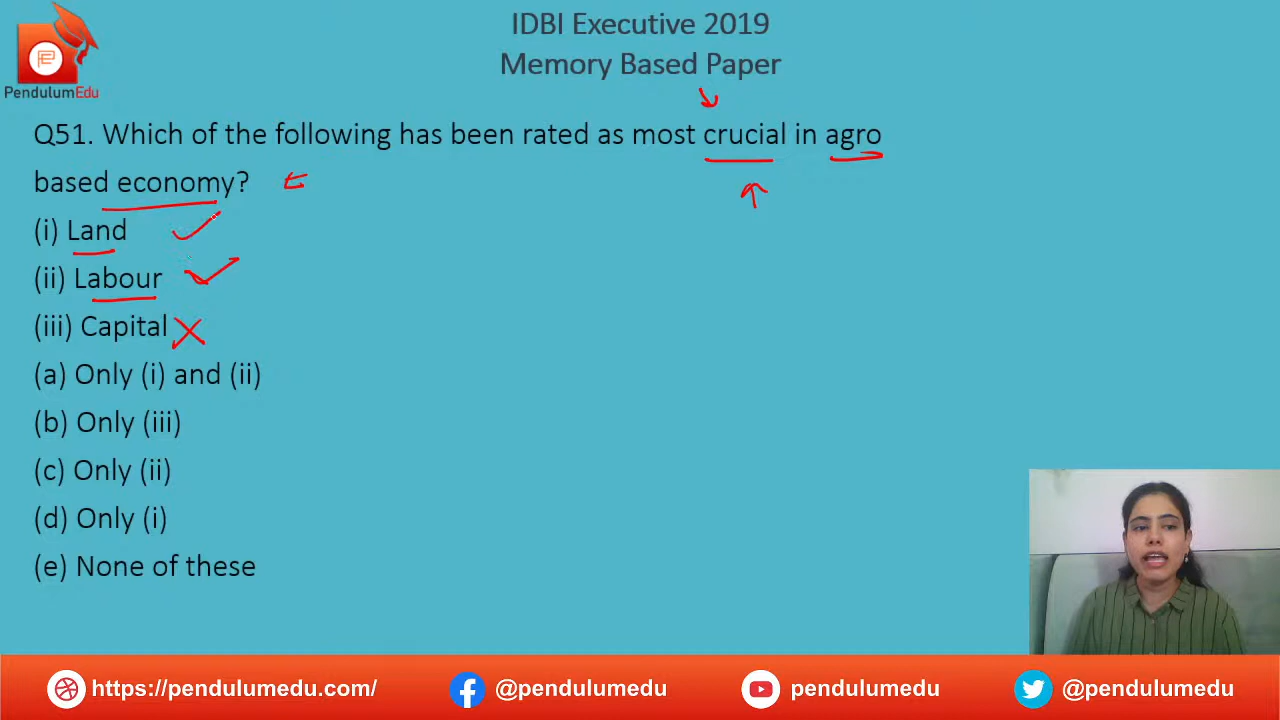 IDBI Executive 2019
Memory Based Paper
PE
PendulumEdu
Q51. Which of the following has been rated as most crucial in agro
based economy?
(i) Land
(ii) Labour
(iii) Capital
(a) Only (i) and (ii)
(b) Only (iii)
(c) Only (ii)
(d) Only (i)
(e) None of these
https://pendulumedu.com/
@pendulumedu
pendulumedu
@pendulumedu